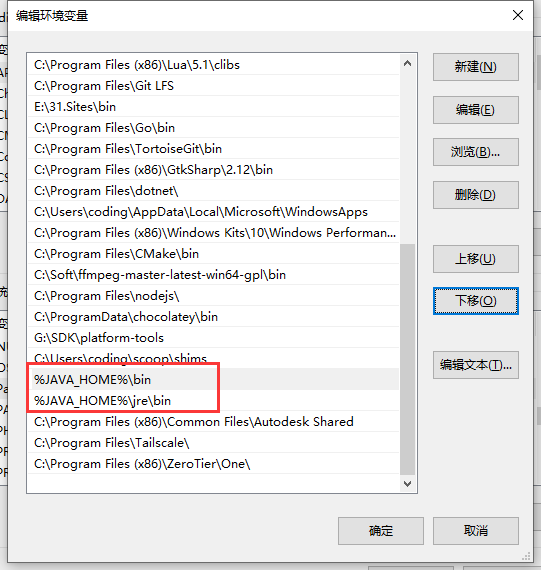 编辑环境变量
C:\Program Files (x86)\Lua\5.1\clibs
C:\Program Files\Git LFS
E:\31.Sites\bin
C:\Program Files\Go\bin
C:\Program Files\TortoiseGit\bin
C:\Program Files (x86)\GtkSharp\2.12\bin
C:\Program Files\dotnet\
C:\Users\coding\AppData\Local\Microsoft\WindowsApps
C:\Program Files (x86)\Windows Kits\10\Windows Performan...
C:\Program Files\CMake\bin
C:\Soft\ffmpeg-master-latest-win64-gpl\bin
C:\Program Files\nodejs\
C:\ProgramData\chocolatey\bin
G:\SDK\platform-tools
C:\Users\coding\scoop\shims
%JAVA_HOME%\bin
%JAVA_HOME%\jre\bin
C:\Program Files (x86)\Common Files\Autodesk Shared
C:\Program Files\Tailscale\
C:\Program Files (x86)\ZeroTier\One\
新建(N)
编辑(E)
浏览(B)...
删除(D)
上移(U)
下移(O)
编辑文本(T)...
确定
取消